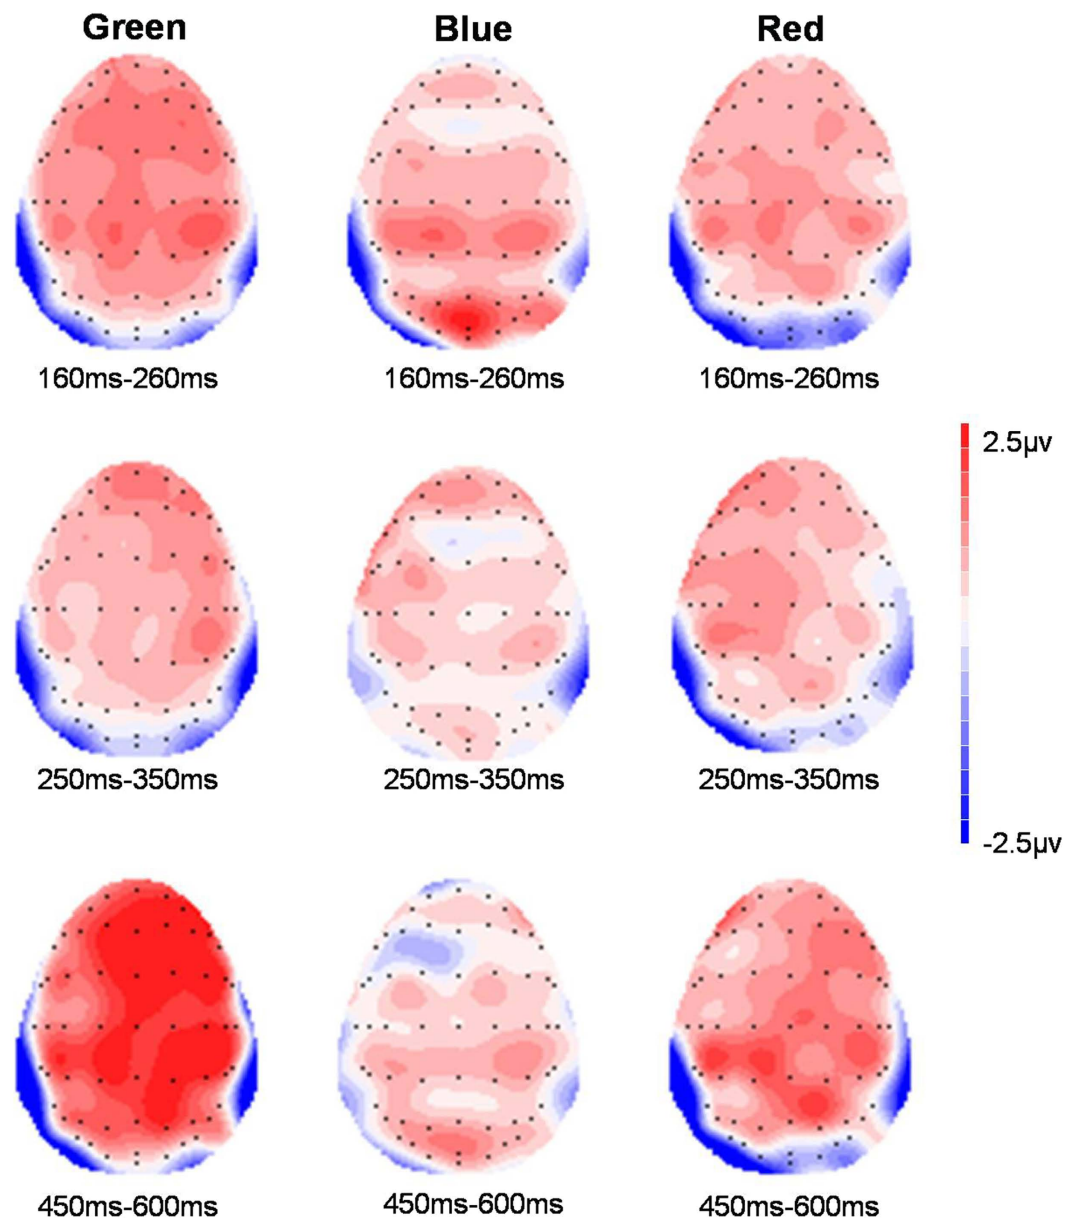 Green Blue Red
160ms-260ms 160ms-260ms 160ms-260ms
2.5μv
250ms-350ms 250ms-350ms 250ms-350ms
-2.5μv
450ms-600ms 450ms-600ms 450ms-600ms